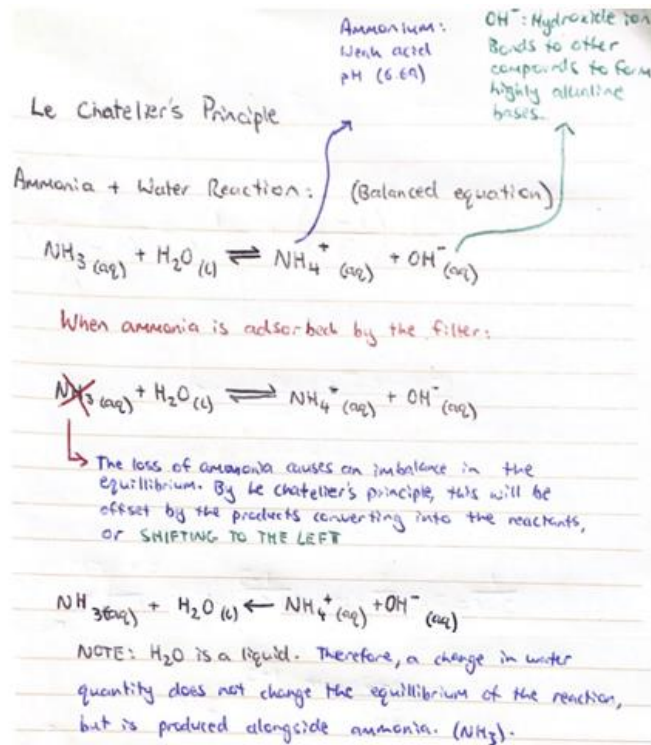 Ammonium:
Weak acid
pH (6.69)
OH⁻: Hydroxide ion
Bonds to other
compounds to form
highly alkaline
bases.
Le Chatelier's Principle
Ammonia + Water Reaction: (Balanced equation)
NH₃ (aq) + H₂O (l) ⇌ NH₄⁺ (aq) + OH⁻ (aq)
When ammonia is adsorbed by the filter:
NH₃ (aq) + H₂O (l) ⇌ NH₄⁺ (aq) + OH⁻ (aq)
The loss of ammonia causes an imbalance in the
equillibrium. By Le chatelier's principle, this will be
offset by the products converting into the reactants,
or SHIFTING TO THE LEFT
NH₃ (aq) + H₂O (l) ← NH₄⁺ (aq) + OH⁻ (aq)
NOTE: H₂O is a liquid. Therefore, a change in water
quantity does not change the equillibrium of the reaction,
but is produced alongside ammonia. (NH₃).